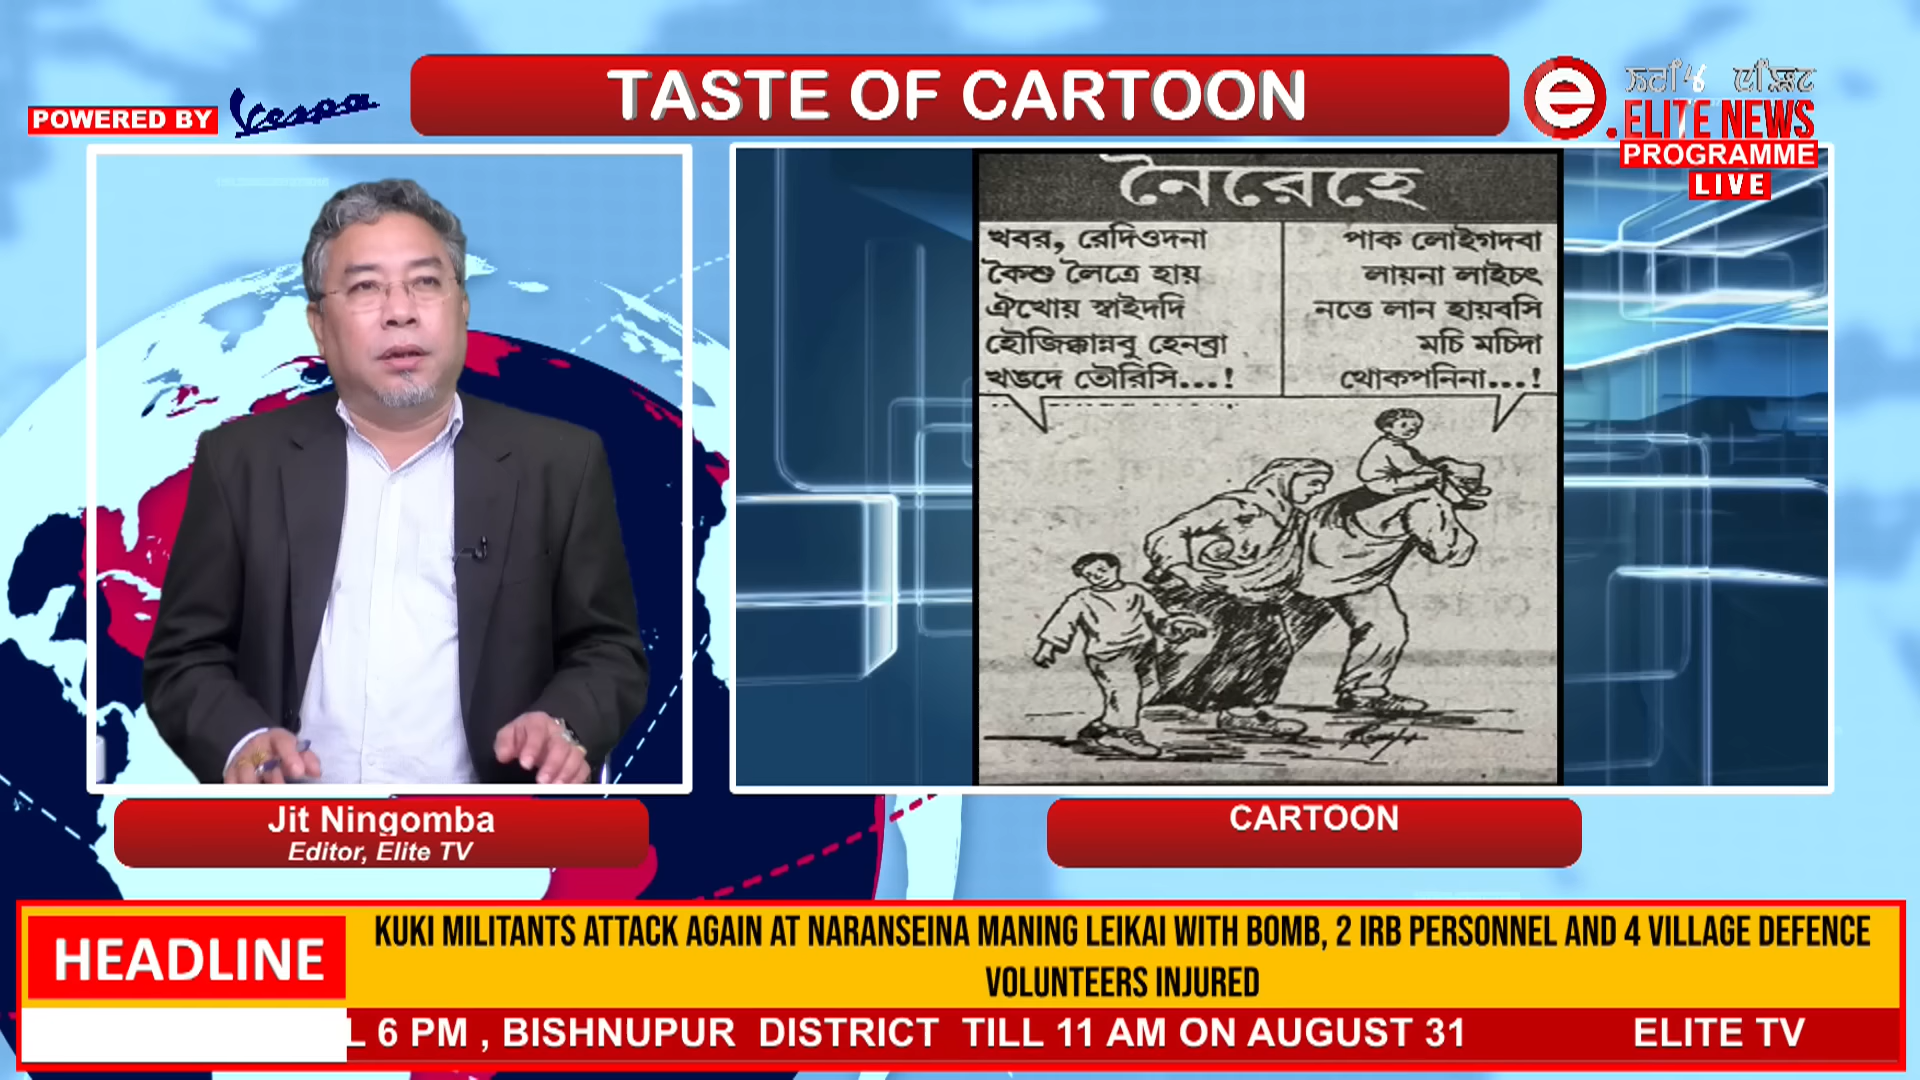 TASTE OF CARTOON
POWERED BY Vespa
e. ELITE NEWS
PROGRAMME
LIVE
নৈরেহে
খবর, রেদিওদনা
কৈশু লৈত্রে হায়
ঐখোয় স্বাইদদি
হৌজিক্কান্নবু হেনব্রা
খঙদে তৌরিসি...!
পাক লোইগদবা
লায়না লাইচৎ
নত্তে লান হায়বসি
মচি মচিদা
থোকপনিনা...!
Jit Ningomba
Editor, Elite TV
CARTOON
HEADLINE
KUKI MILITANTS ATTACK AGAIN AT NARANSEINA MANING LEIKAI WITH BOMB, 2 IRB PERSONNEL AND 4 VILLAGE DEFENCE
VOLUNTEERS INJURED
L 6 PM , BISHNUPUR DISTRICT TILL 11 AM ON AUGUST 31 ELITE TV